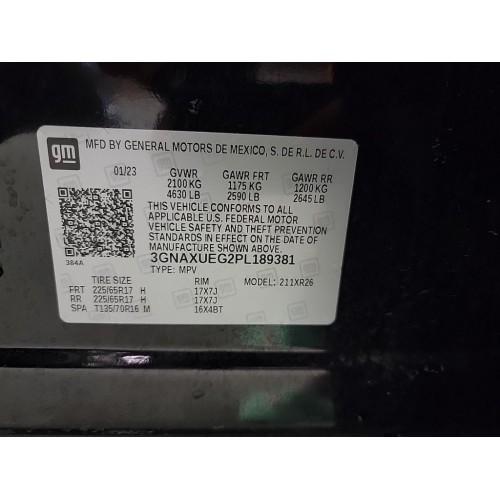 gm
MFD BY GENERAL MOTORS DE MEXICO, S. DE R.L. DE C.V.
01/23 GVWR GAWR FRT GAWR RR
2100 KG 1175 KG 1200 KG
4630 LB 2590 LB 2645 LB
THIS VEHICLE CONFORMS TO ALL
APPLICABLE U.S. FEDERAL MOTOR
VEHICLE SAFETY AND THEFT PREVENTION
STANDARDS IN EFFECT ON THE DATE OF
MANUFACTURE SHOWN ABOVE.
384A
3GNAXUEG2PL189381
TYPE: MPV MODEL: 211XR26
TIRE SIZE RIM
FRT 225/65R17 H 17X7J
RR 225/65R17 H 17X7J
SPA T135/70R16 M 16X4BT